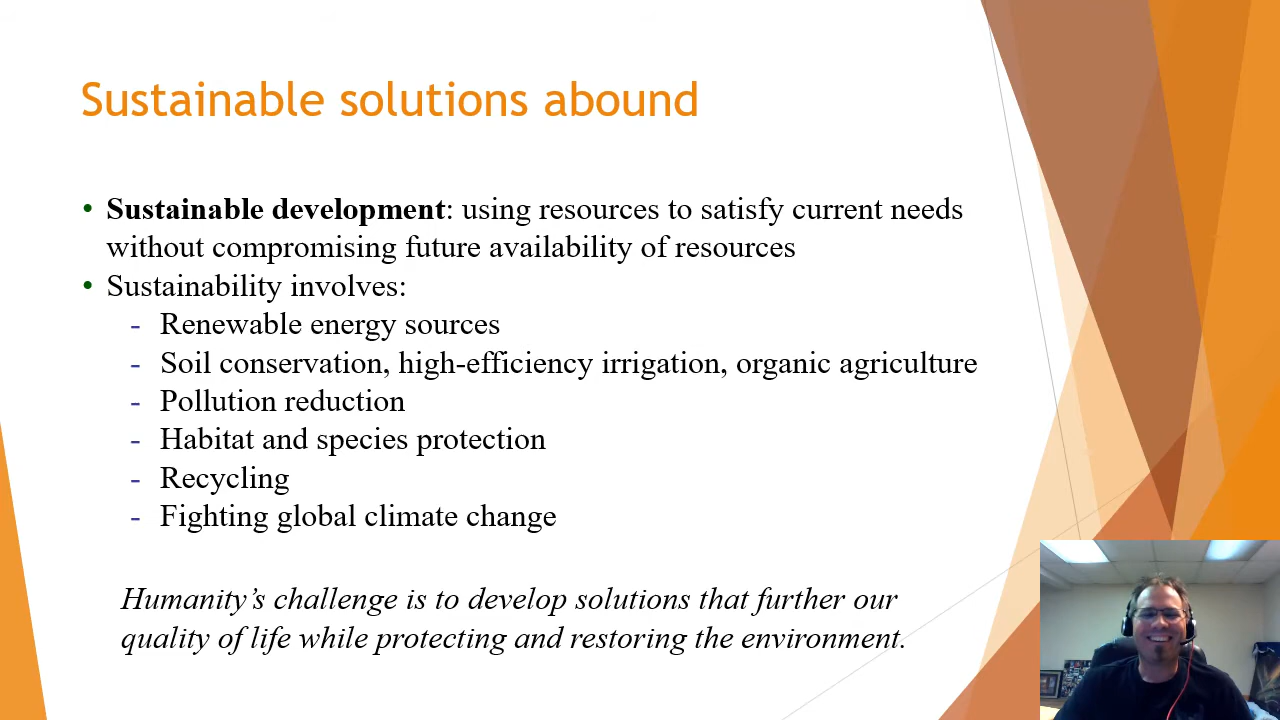 Sustainable solutions abound
• Sustainable development: using resources to satisfy current needs
without compromising future availability of resources
• Sustainability involves:
- Renewable energy sources
- Soil conservation, high-efficiency irrigation, organic agriculture
- Pollution reduction
- Habitat and species protection
- Recycling
- Fighting global climate change
Humanity’s challenge is to develop solutions that further our
quality of life while protecting and restoring the environment.